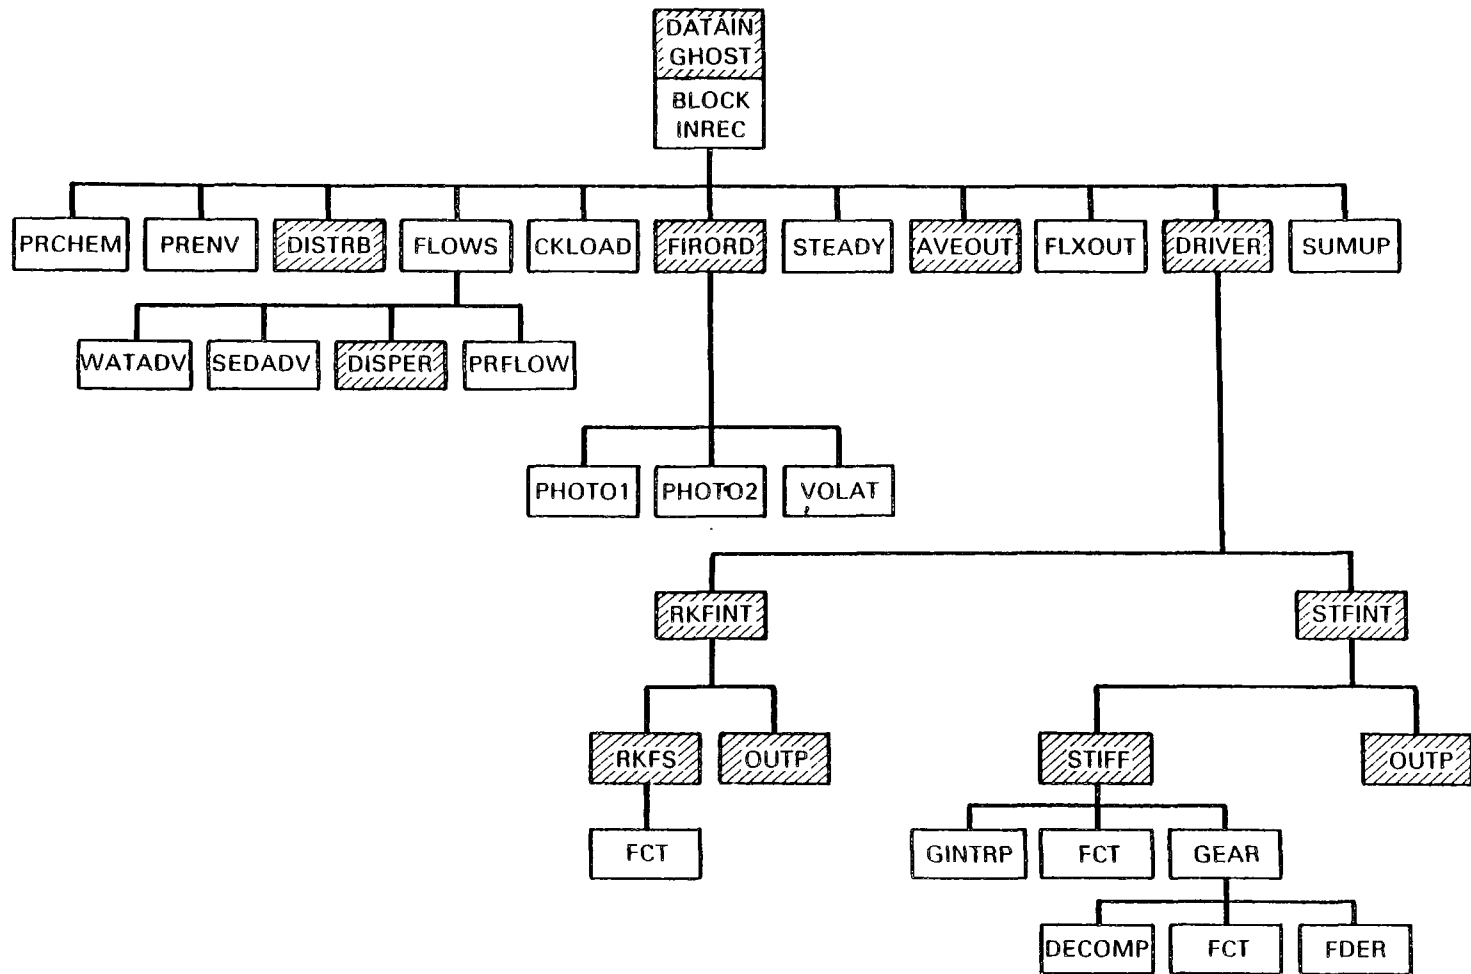 DATAIN
GHOST
BLOCK
INREC
PRCHEM PRENV DISTRB FLOWS CKLOAD FIRORD STEADY AVEOUT FLXOUT DRIVER SUMUP
WATADV SEDADV DISPER PRFLOW
PHOTO1 PHOTO2 VOLAT
RKFINT STFINT
RKFS OUTP STIFF OUTP
FCT GINTRP FCT GEAR
DECOMP FCT FDER